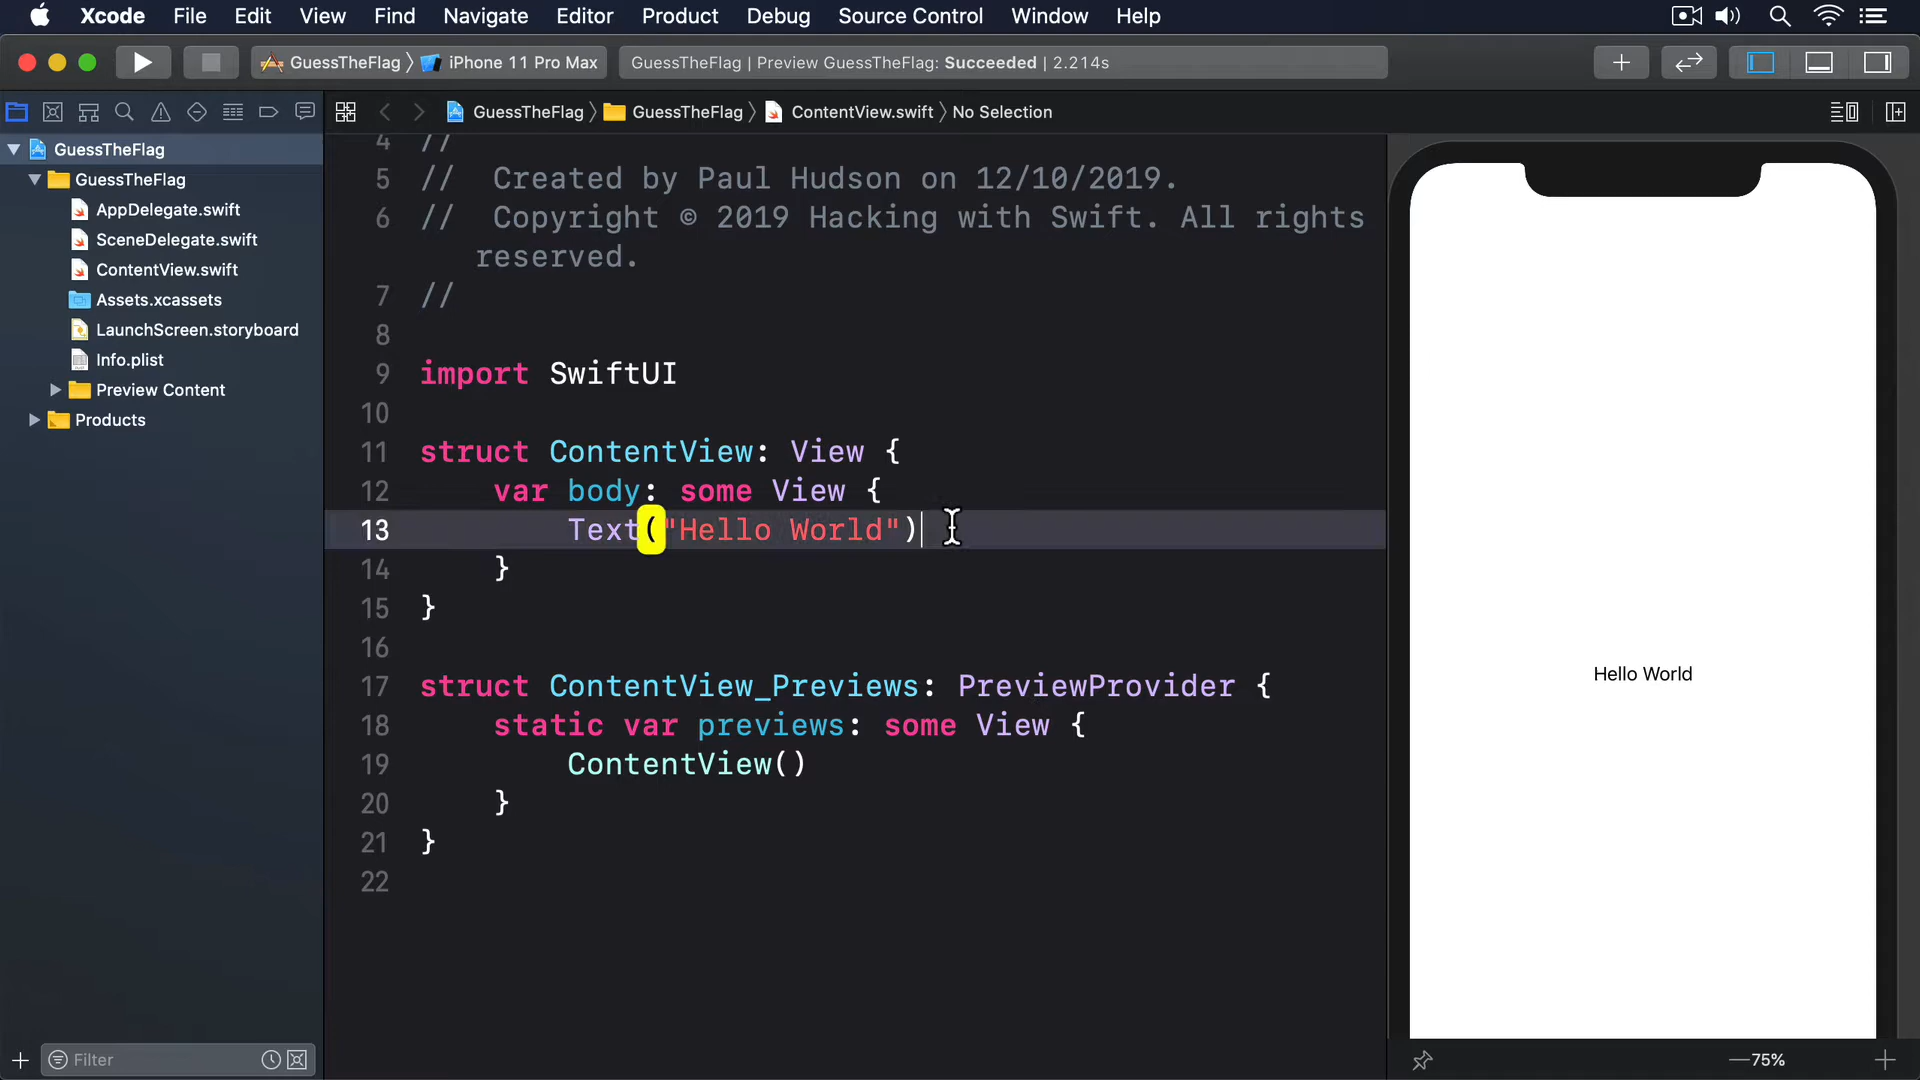 Xcode File Edit View Find Navigate Editor Product Debug Source Control Window Help
GuessTheFlag 〉 iPhone 11 Pro Max
GuessTheFlag | Preview GuessTheFlag: Succeeded | 2.214s
GuessTheFlag 〉 GuessTheFlag 〉 ContentView.swift 〉 No Selection
GuessTheFlag
GuessTheFlag
AppDelegate.swift
SceneDelegate.swift
ContentView.swift
Assets.xcassets
LaunchScreen.storyboard
Info.plist
Preview Content
Products
Filter
4 //
5 //  Created by Paul Hudson on 12/10/2019.
6 //  Copyright © 2019 Hacking with Swift. All rights
reserved.
7 //
8
9 import SwiftUI
10
11 struct ContentView: View {
12     var body: some View {
13         Text("Hello World")
14     }
15 }
16
17 struct ContentView_Previews: PreviewProvider {
18     static var previews: some View {
19         ContentView()
20     }
21 }
22
Hello World
75%